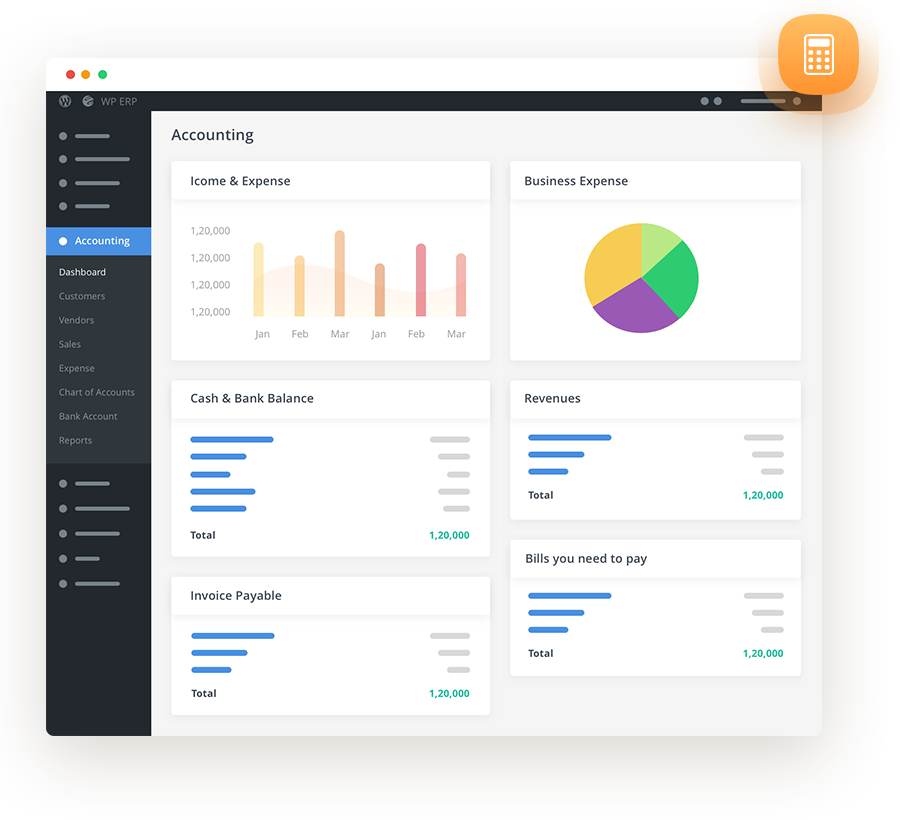 WP ERP
Accounting
Dashboard
Customers
Vendors
Sales
Expense
Chart of Accounts
Bank Account
Reports
Accounting
Icome & Expense
1,20,000
1,20,000
1,20,000
1,20,000
Jan Feb Mar Jan Feb Mar
Business Expense
Cash & Bank Balance
Total 1,20,000
Revenues
Total 1,20,000
Invoice Payable
Total 1,20,000
Bills you need to pay
Total 1,20,000